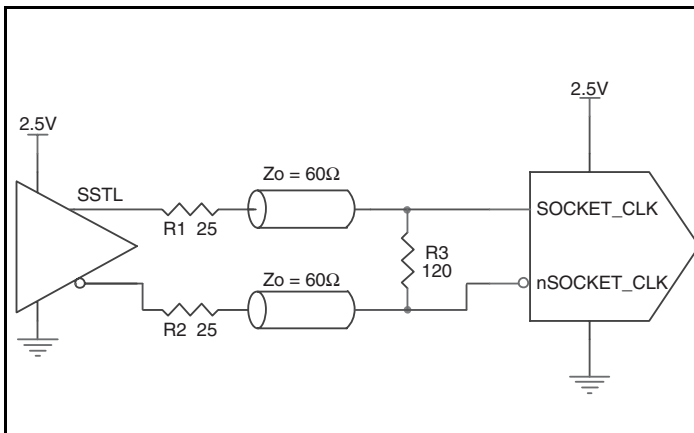 2.5V
2.5V
SSTL
Zo = 60Ω
R1 25
SOCKET_CLK
R3
120
Zo = 60Ω
nSOCKET_CLK
R2 25